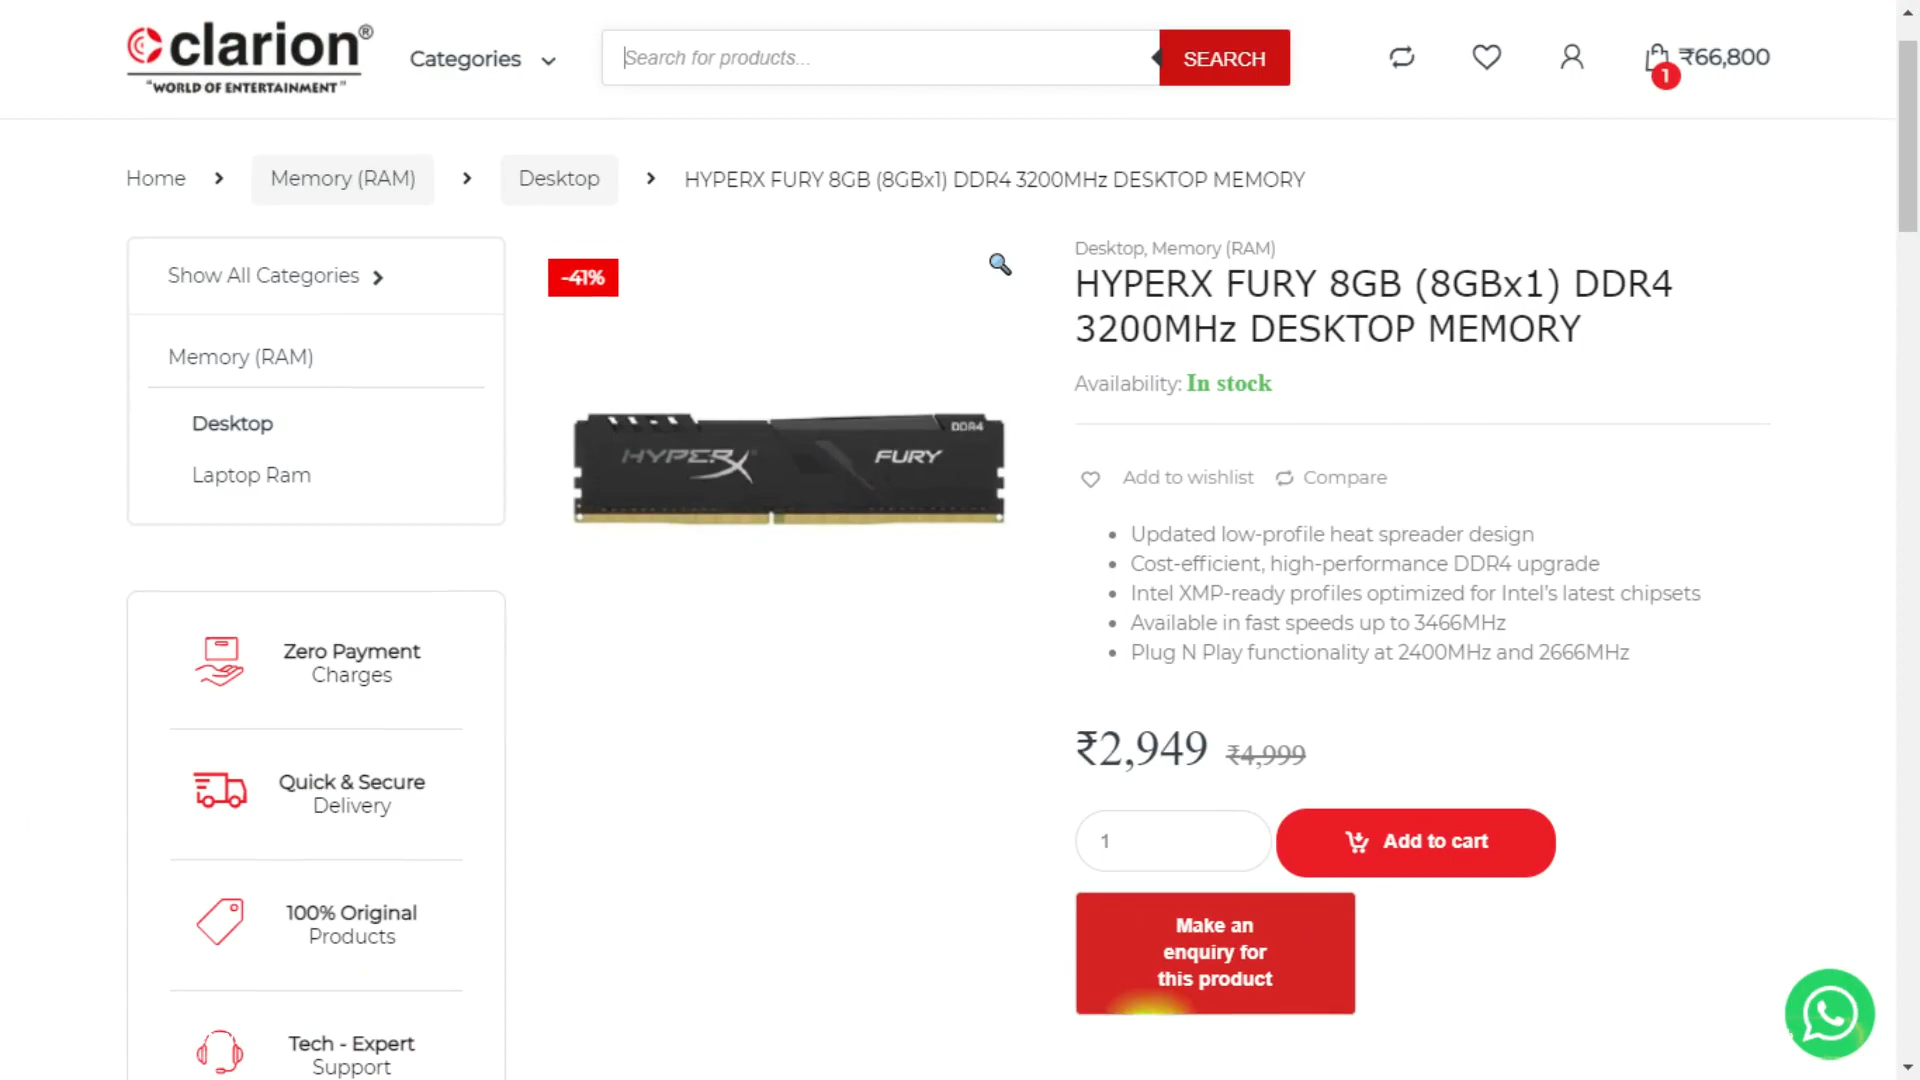 clarion®
"WORLD OF ENTERTAINMENT"
Categories
Search for products...
SEARCH
1
₹66,800
Home
Memory (RAM)
Desktop
HYPERX FURY 8GB (8GBx1) DDR4 3200MHz DESKTOP MEMORY
Show All Categories
Memory (RAM)
Desktop
Laptop Ram
Zero Payment
Charges
Quick & Secure
Delivery
100% Original
Products
Tech - Expert
Support
-41%
HYPERX
FURY
DDR4
Desktop, Memory (RAM)
HYPERX FURY 8GB (8GBx1) DDR4
3200MHz DESKTOP MEMORY
Availability: In stock
Add to wishlist
Compare
Updated low-profile heat spreader design
Cost-efficient, high-performance DDR4 upgrade
Intel XMP-ready profiles optimized for Intel's latest chipsets
Available in fast speeds up to 3466MHz
Plug N Play functionality at 2400MHz and 2666MHz
₹2,949 ₹4,999
1
Add to cart
Make an
enquiry for
this product